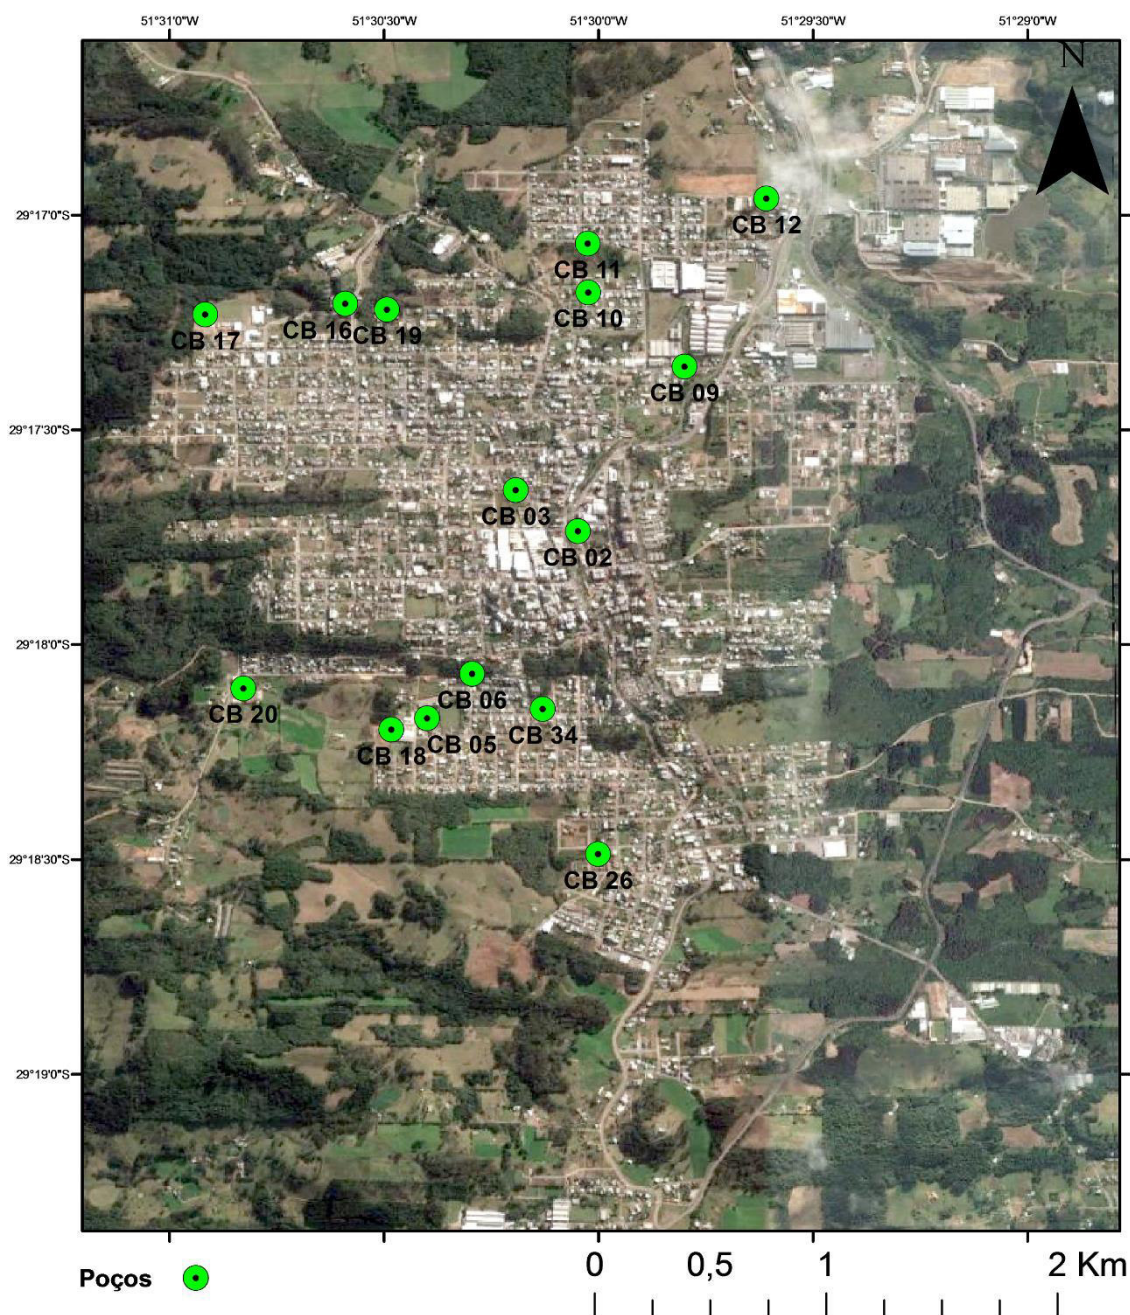 51°31'0"W 51°30'30"W 51°30'0"W 51°29'30"W 51°29'0"W
N
29°17'0"S
CB 12
CB 11
CB 10
CB 16
CB 19
CB 17
CB 09
29°17'30"S
CB 03
CB 02
29°18'0"S
CB 06
CB 20
CB 34
CB 05
CB 18
29°18'30"S
CB 26
29°19'0"S
Poços
0 0,5 1 2 Km